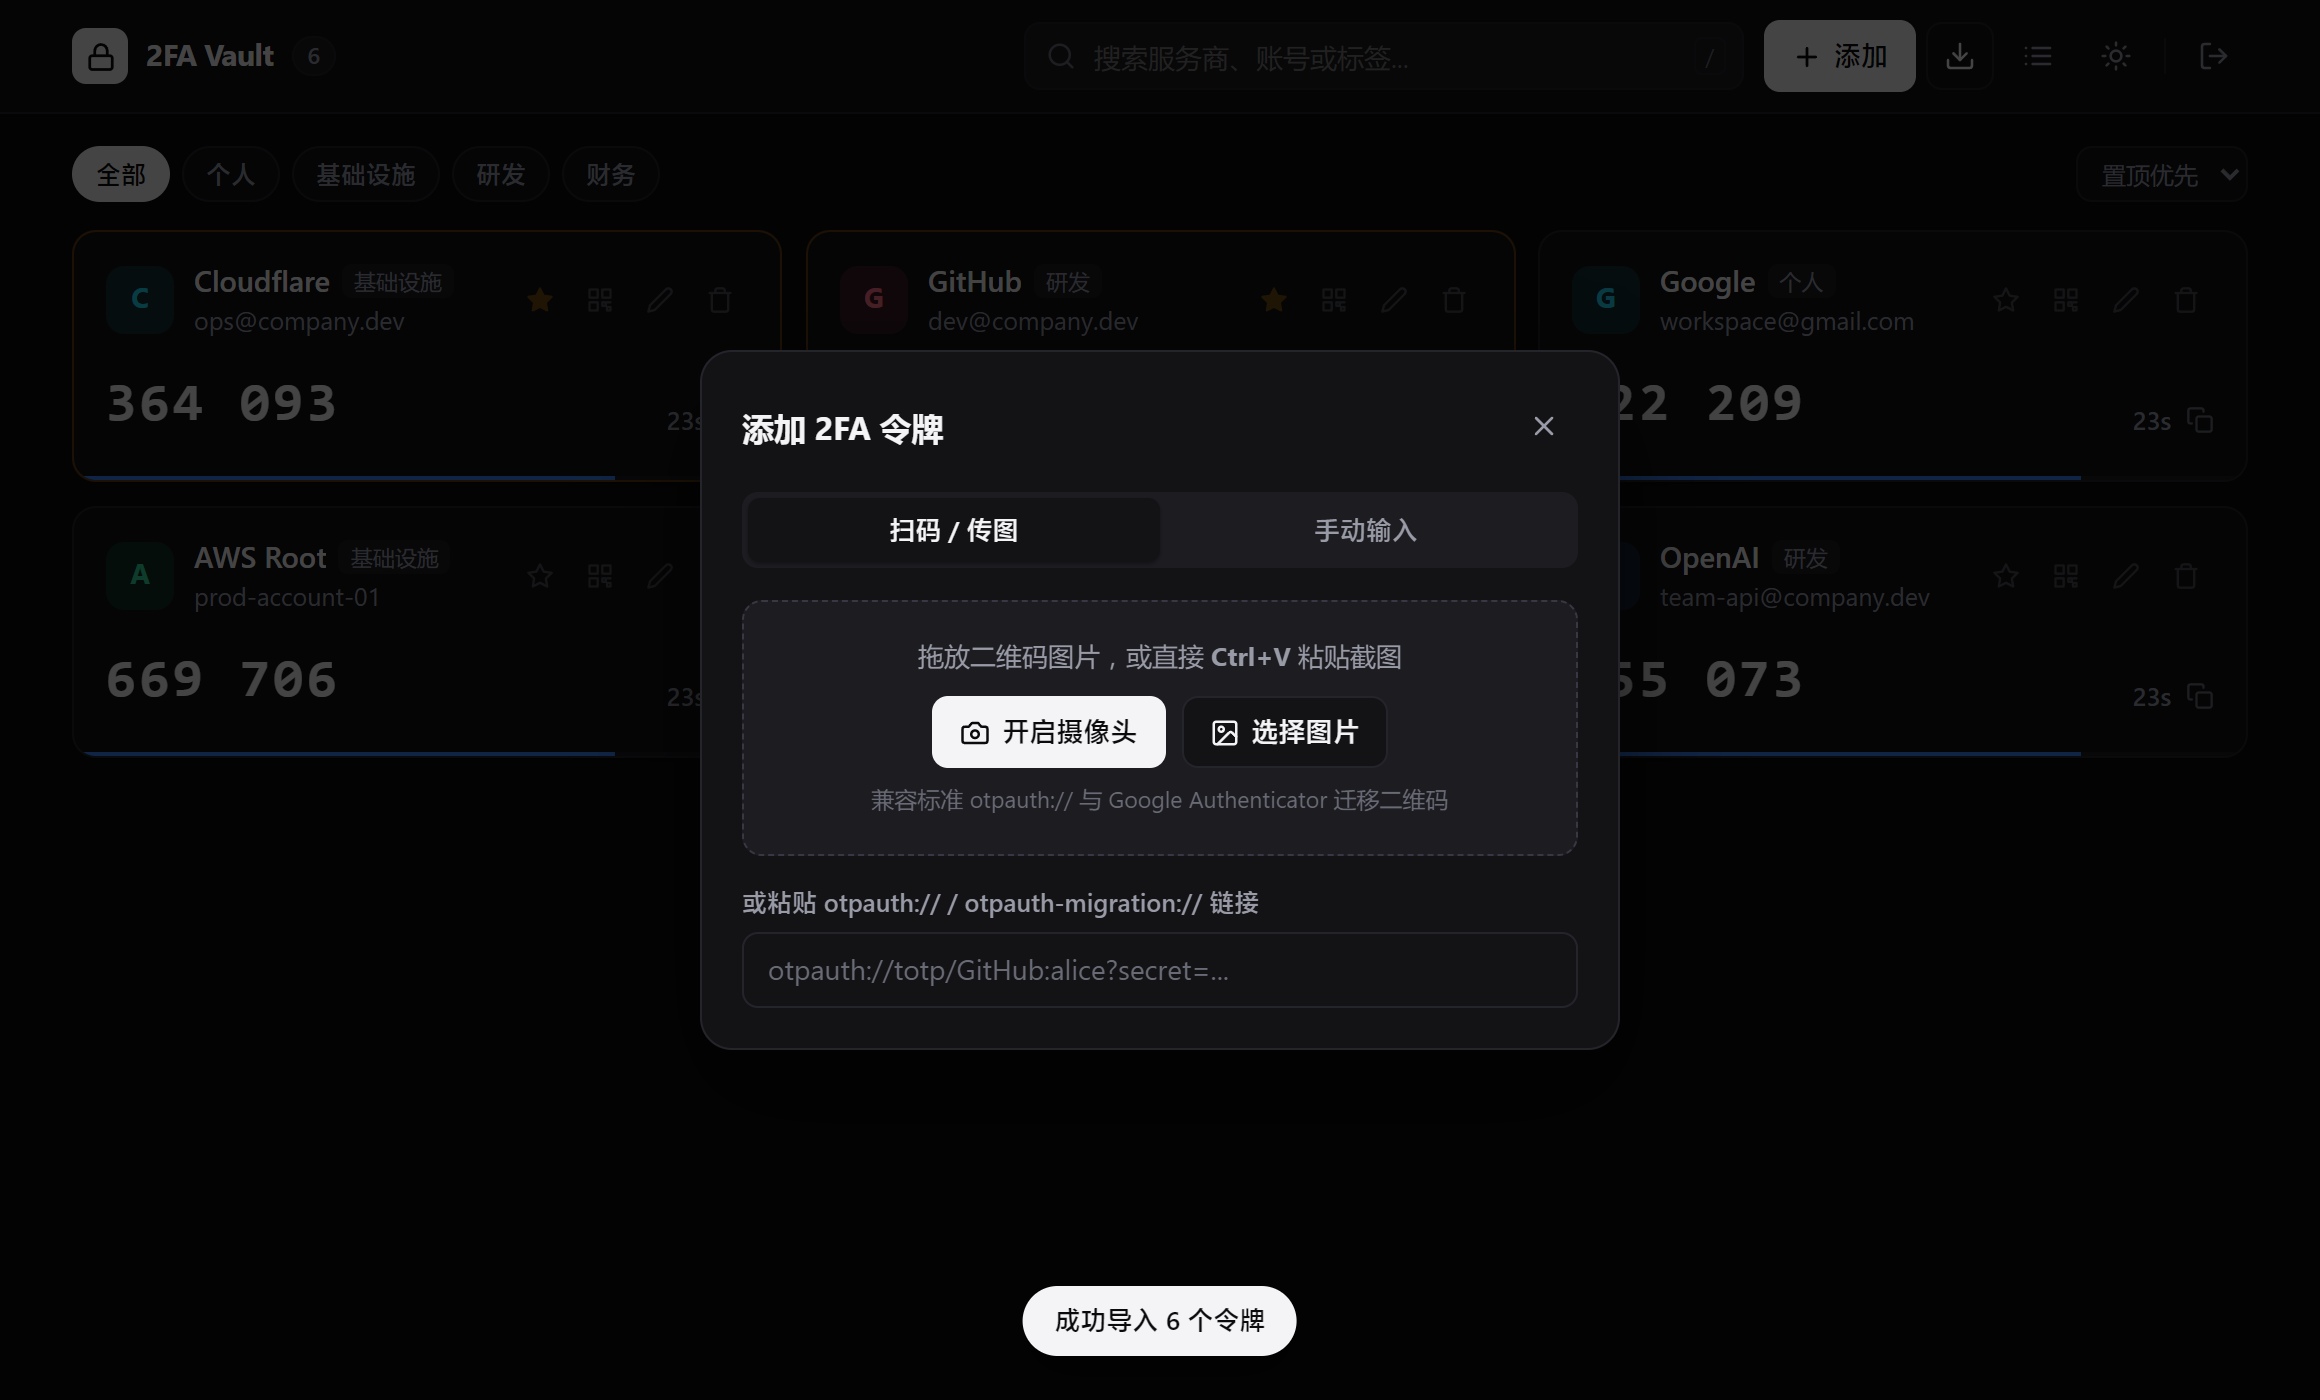 2FA Vault 6
搜索服务商、账号或标签... /
添加
全部 个人 基础设施 研发 财务
置顶优先
C Cloudflare 基础设施
ops@company.dev
364 093
23s
G GitHub 研发
dev@company.dev
G Google 个人
workspace@gmail.com
22 209
23s
A AWS Root 基础设施
prod-account-01
669 706
23s
OpenAI 研发
team-api@company.dev
55 073
23s
添加 2FA 令牌
扫码 / 传图 手动输入
拖放二维码图片，或直接 Ctrl+V 粘贴截图
开启摄像头 选择图片
兼容标准 otpauth:// 与 Google Authenticator 迁移二维码
或粘贴 otpauth:// / otpauth-migration:// 链接
otpauth://totp/GitHub:alice?secret=...
成功导入 6 个令牌